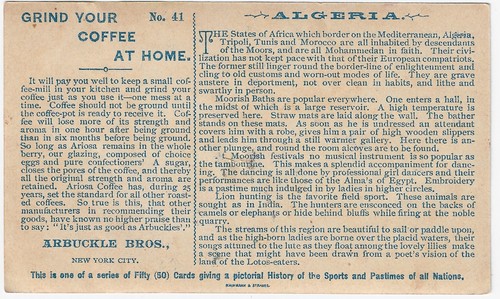 GRIND YOUR
COFFEE
AT HOME.
No. 41
It will pay you well to keep a small cof-
fee-mill in your kitchen and grind your
coffee just as you use it—one mess at a
time. Coffee should not be ground until
the coffee-pot is ready to receive it. Cof-
fee will lose more of its strength and
aroma in one hour after being ground
than in six months before being ground.
So long as Ariosa remains in the whole
berry, our glazing, composed of choice
eggs and pure confectioners' A sugar,
closes the pores of the coffee, and thereby
all the original strength and aroma are
retained. Ariosa Coffee has, during 25
years, set the standard for all other roast-
ed coffees. So true is this, that other
manufacturers in recommending their
goods, have known no higher praise than
to say: "It's just as good as Arbuckles'."
ARBUCKLE BROS.,
NEW YORK CITY.
ALGERIA.
THE States of Africa which border on the Mediterranean, Algeria,
Tripoli, Tunis and Morocco are all inhabited by descendants
of the Moors, and are all Mohammedan in faith. Their civi-
lization has not kept pace with that of their European compatriots.
The former still linger round the border-line of enlightenment and
cling to old customs and worn-out modes of life. They are grave
and austere in deportment, not over clean in habits, and lithe and
swarthy in person.
Moorish Baths are popular everywhere. One enters a hall, in
the midst of which is a large reservoir. A high temperature is
preserved here. Straw mats are laid along the wall. The bather
stands on these mats. As soon as he is undressed an attendant
covers him with a robe, gives him a pair of high wooden slippers
and leads him through a still warmer gallery. Here there is an-
other plunge, and round the room alcoves are to be found.
Moorish festivals no musical instrument is so popular as
the tambourine. This makes a splendid accompaniment for danc-
ing. The dancing is all done by professional girl dancers and their
performances are like those of the Alma's of Egypt. Embroidery
is a pastime much indulged in by ladies in higher circles.
Lion hunting is the favorite field sport. These animals are
sought as in India. The hunters are ensconced on the backs of
camels or elephants or hide behind bluffs while firing at the noble
quarry.
The streams of this region are beautiful to sail or paddle upon,
and as the high-born ladies are borne over the placid waters, their
songs attuned to the lute as they float among the lovely lilies make
a scene that might have been drawn from a poet's vision of the
land of the Lotos-eaters.
This is one of a series of Fifty (50) Cards giving a pictorial History of the Sports and Pastimes of all Nations.